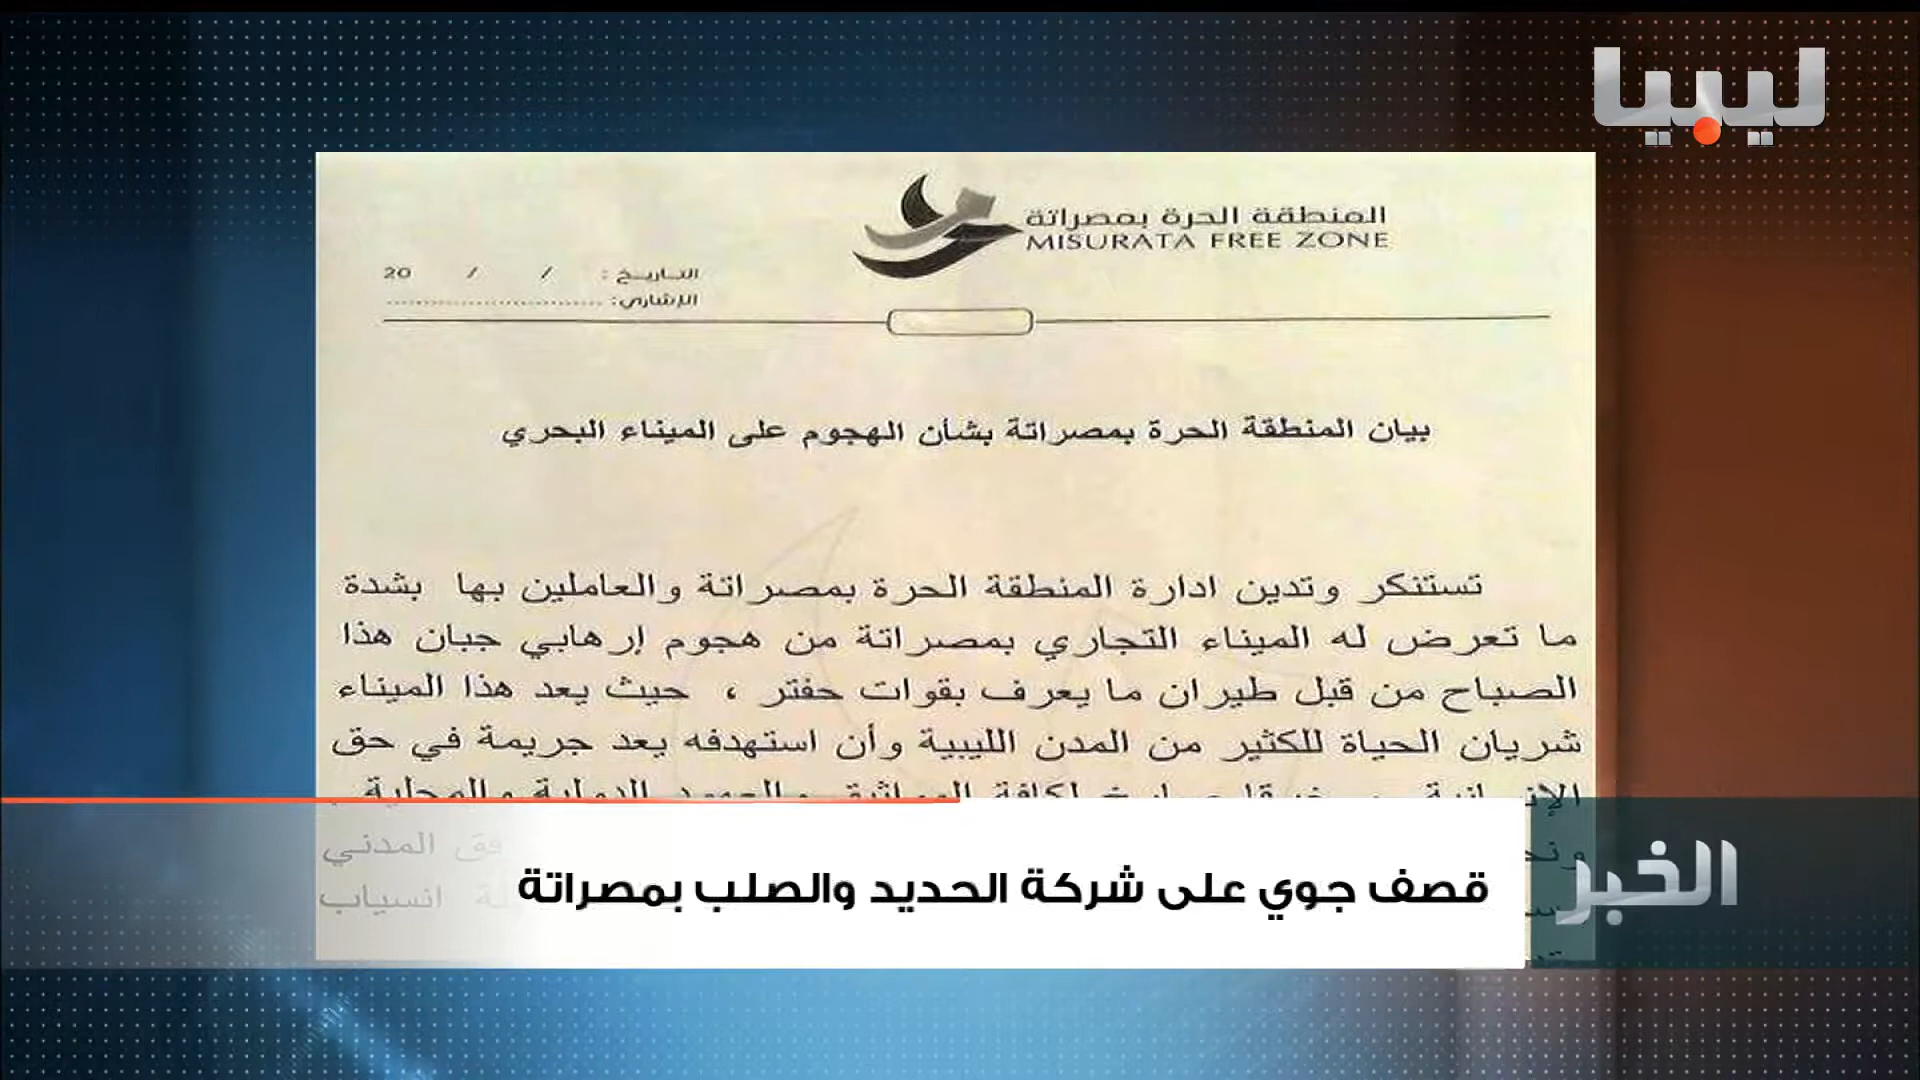 ليبيا
المنطقة الحرة بمصراتة
MISURATA FREE ZONE
التاريخ : / / 20
الإشاري: ........................
بيان المنطقة الحرة بمصراتة بشأن الهجوم على الميناء البحري
تستنكر وتدين ادارة المنطقة الحرة بمصراتة والعاملين بها بشدة
ما تعرض له الميناء التجاري بمصراتة من هجوم إرهابي جبان هذا
الصباح من قبل طيران ما يعرف بقوات حفتر ، حيث يعد هذا الميناء
شريان الحياة للكثير من المدن الليبية وأن استهدفه يعد جريمة في حق
لكافة الدولية والمحلية
المدني
انسياب
الخبر
قصف جوي على شركة الحديد والصلب بمصراتة